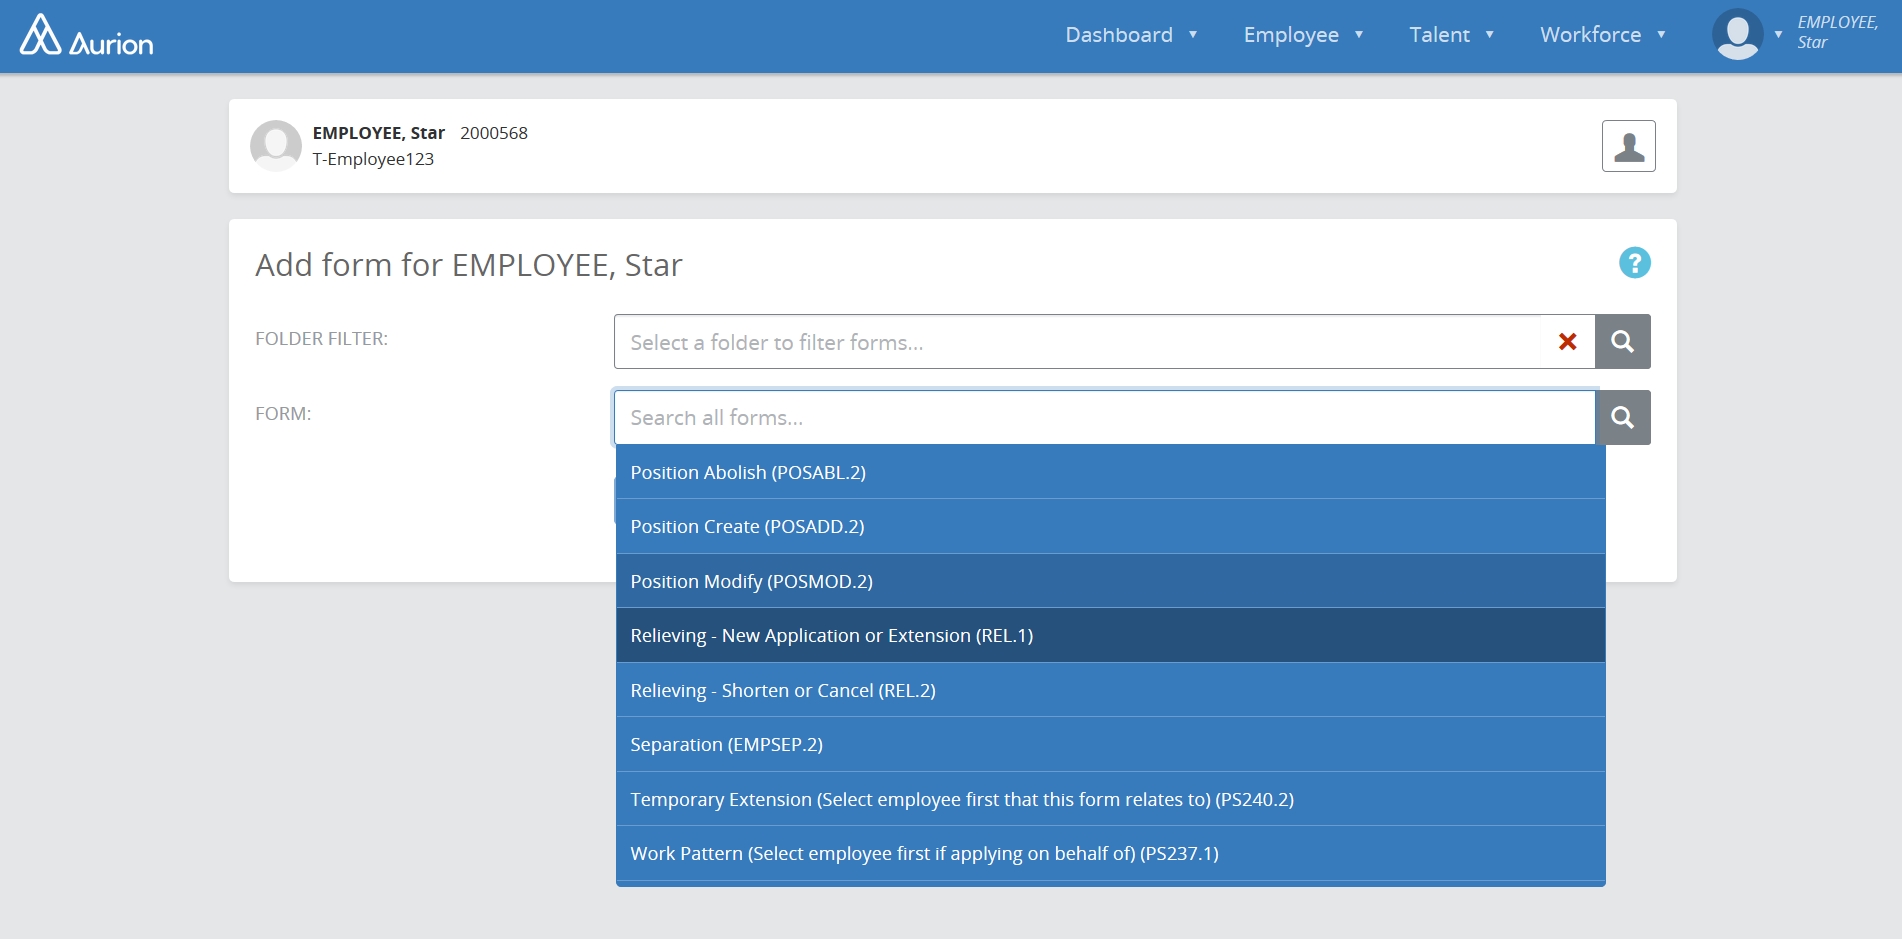 Aurion
Dashboard Employee Talent Workforce EMPLOYEE,
Star
EMPLOYEE, Star 2000568
T-Employee123
Add form for EMPLOYEE, Star
?
FOLDER FILTER:
Select a folder to filter forms...
FORM:
Search all forms...
Position Abolish (POSABL.2)
Position Create (POSADD.2)
Position Modify (POSMOD.2)
Relieving - New Application or Extension (REL.1)
Relieving - Shorten or Cancel (REL.2)
Separation (EMPSEP.2)
Temporary Extension (Select employee first that this form relates to) (PS240.2)
Work Pattern (Select employee first if applying on behalf of) (PS237.1)